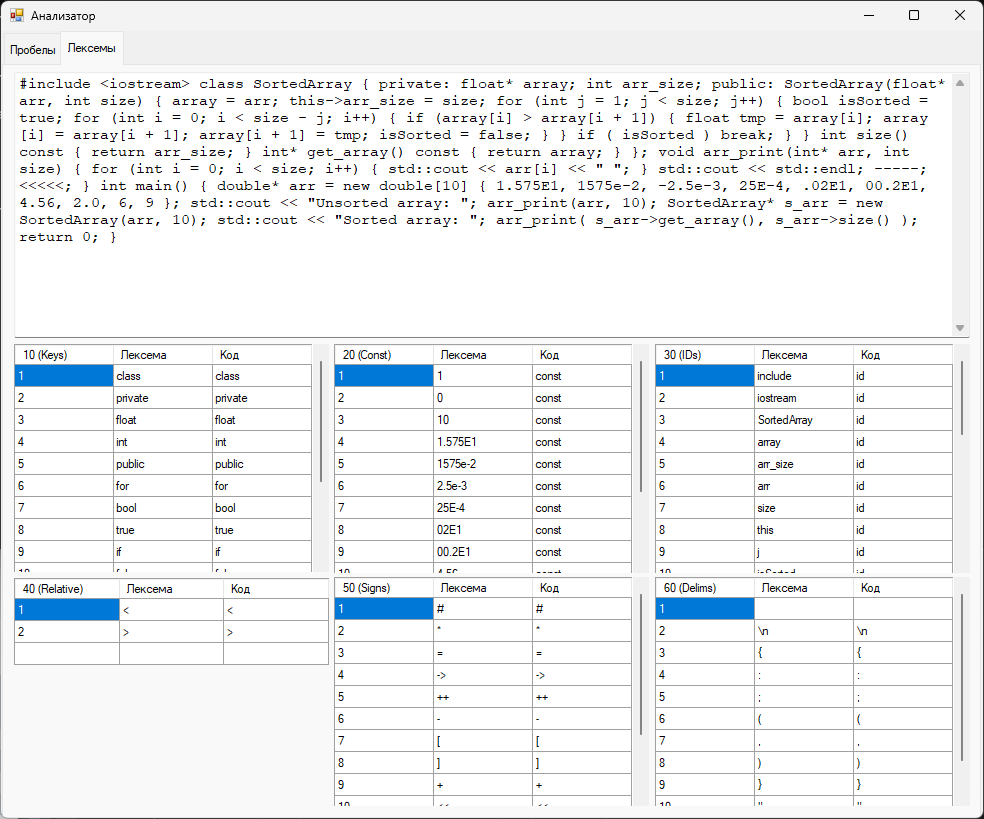 Анализатор
Пробелы Лексемы
#include <iostream> class SortedArray { private: float* array; int arr_size; public: SortedArray(float*
arr, int size) { array = arr; this->arr_size = size; for (int j = 1; j < size; j++) { bool isSorted =
true; for (int i = 0; i < size - j; i++) { if (array[i] > array[i + 1]) { float tmp = array[i]; array
[i] = array[i + 1]; array[i + 1] = tmp; isSorted = false; } } if ( isSorted ) break; } } int size()
const { return arr_size; } int* get_array() const { return array; } }; void arr_print(int* arr, int
size) { for (int i = 0; i < size; i++) { std::cout << arr[i] << " "; } std::cout << std::endl; -----;
<<<<<; } int main() { double* arr = new double[10] { 1.575E1, 1575e-2, -2.5e-3, 25E-4, .02E1, 00.2E1,
4.56, 2.0, 6, 9 }; std::cout << "Unsorted array: "; arr_print(arr, 10); SortedArray* s_arr = new
SortedArray(arr, 10); std::cout << "Sorted array: "; arr_print( s_arr->get_array(), s_arr->size() );
return 0; }
10 (Keys) Лексема Код
1 class class
2 private private
3 float float
4 int int
5 public public
6 for for
7 bool bool
8 true true
9 if if
20 (Const) Лексема Код
1 1 const
2 0 const
3 10 const
4 1.575E1 const
5 1575e-2 const
6 2.5e-3 const
7 25E-4 const
8 02E1 const
9 00.2E1 const
10 4.56 const
30 (IDs) Лексема Код
1 include id
2 iostream id
3 SortedArray id
4 array id
5 arr_size id
6 arr id
7 size id
8 this id
9 j id
10 isSorted id
40 (Relative) Лексема Код
1 < <
2 > >
50 (Signs) Лексема Код
1 # #
2 * *
3 = =
4 -> ->
5 ++ ++
6 - -
7 [ [
8 ] ]
9 + +
10 << <<
60 (Delims) Лексема Код
1
2 \n \n
3 { {
4 : :
5 ; ;
6 ( (
7 , ,
8 ) )
9 } }
10 " "